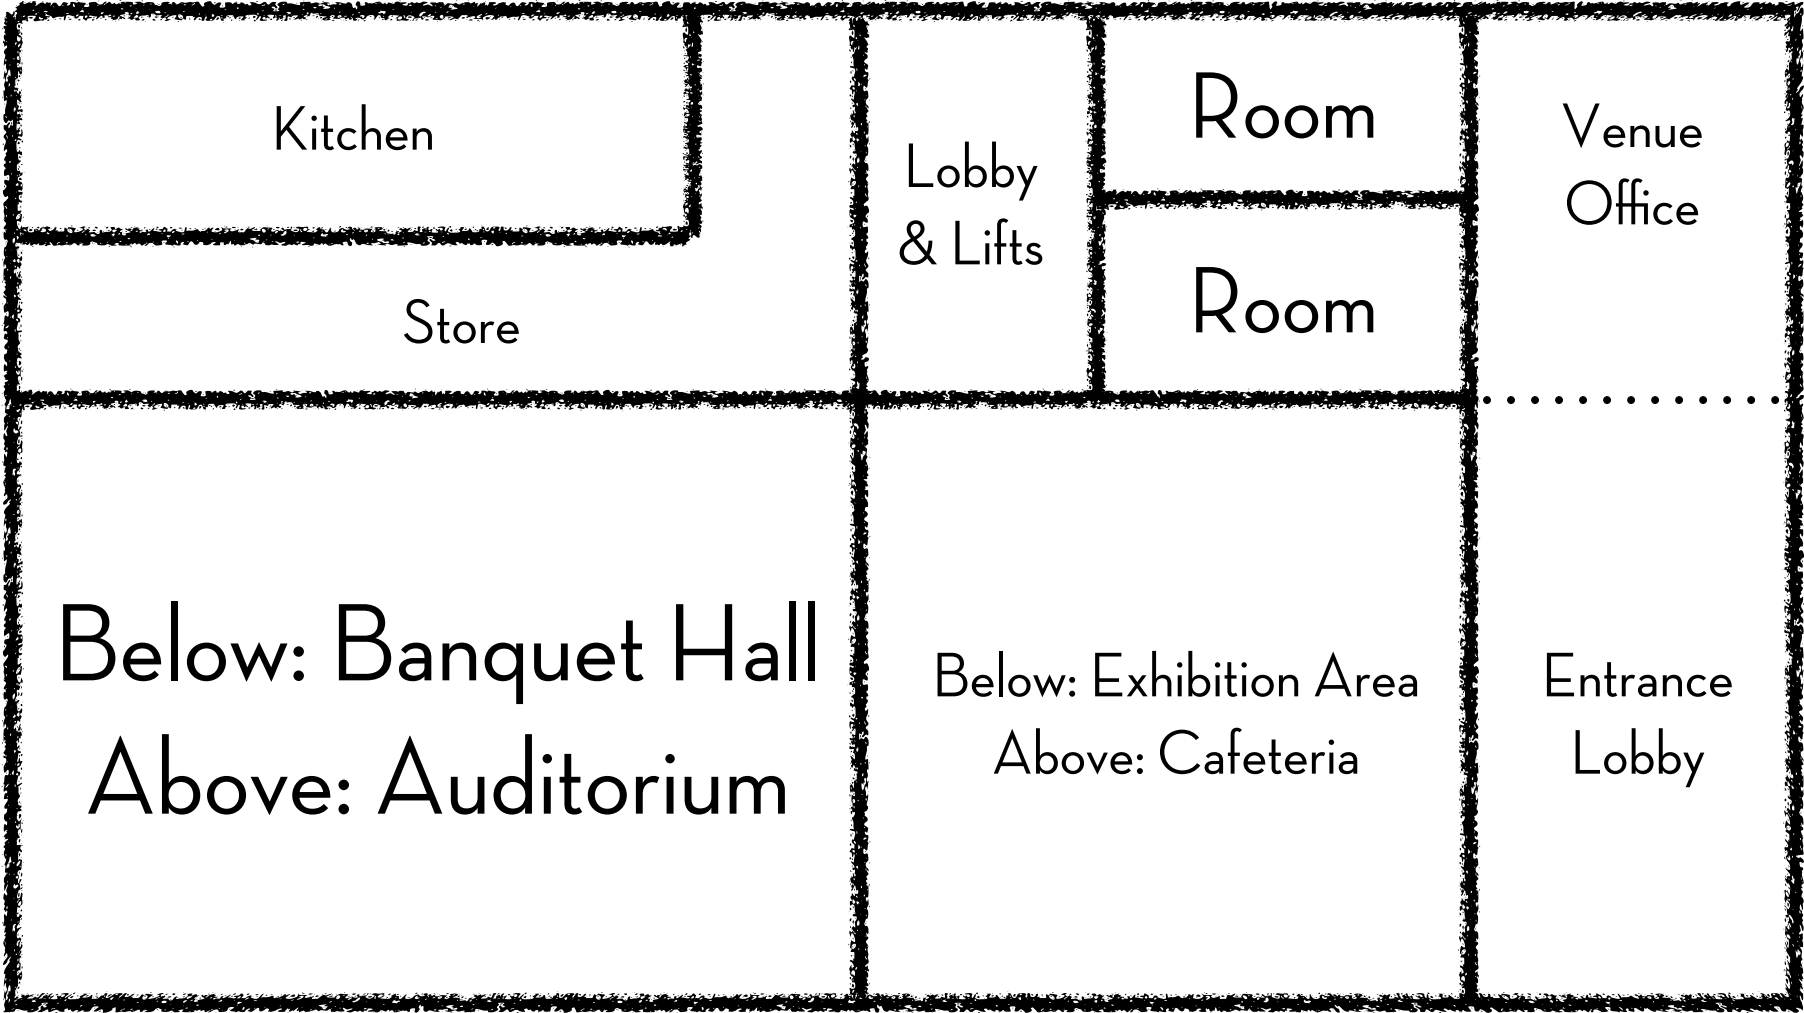 Kitchen
Store
Lobby
& Lifts
Room
Room
Venue
Office
Below: Banquet Hall
Above: Auditorium
Below: Exhibition Area
Above: Cafeteria
Entrance
Lobby